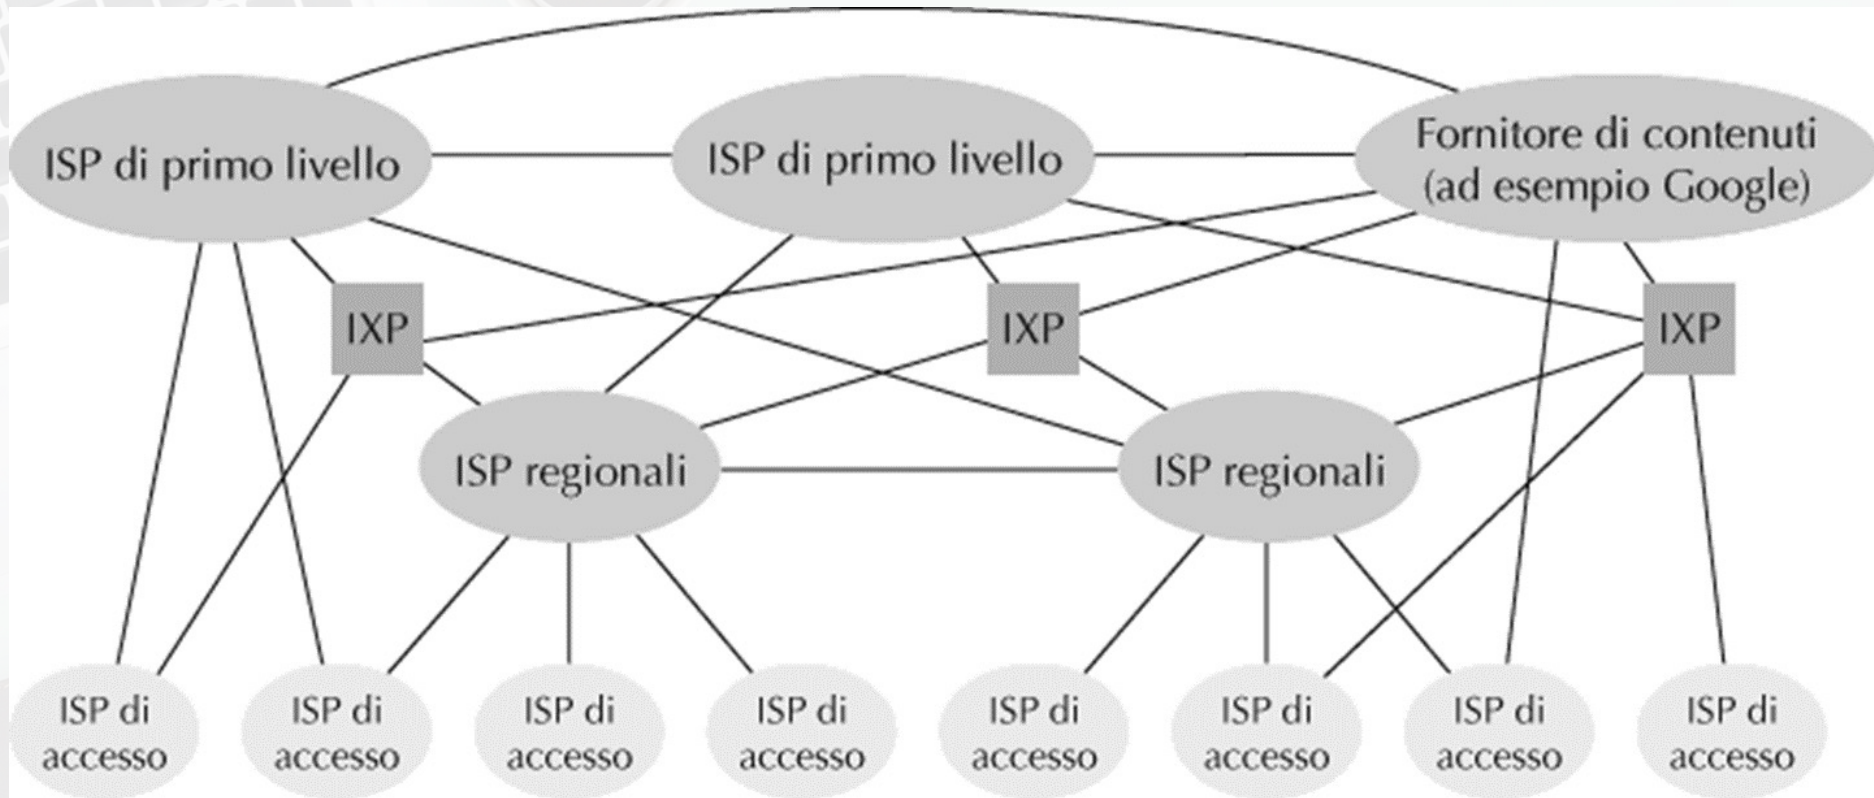 ISP di primo livello
ISP di primo livello
Fornitore di contenuti
(ad esempio Google)
IXP
IXP
IXP
ISP regionali
ISP regionali
ISP di
accesso
ISP di
accesso
ISP di
accesso
ISP di
accesso
ISP di
accesso
ISP di
accesso
ISP di
accesso
ISP di
accesso